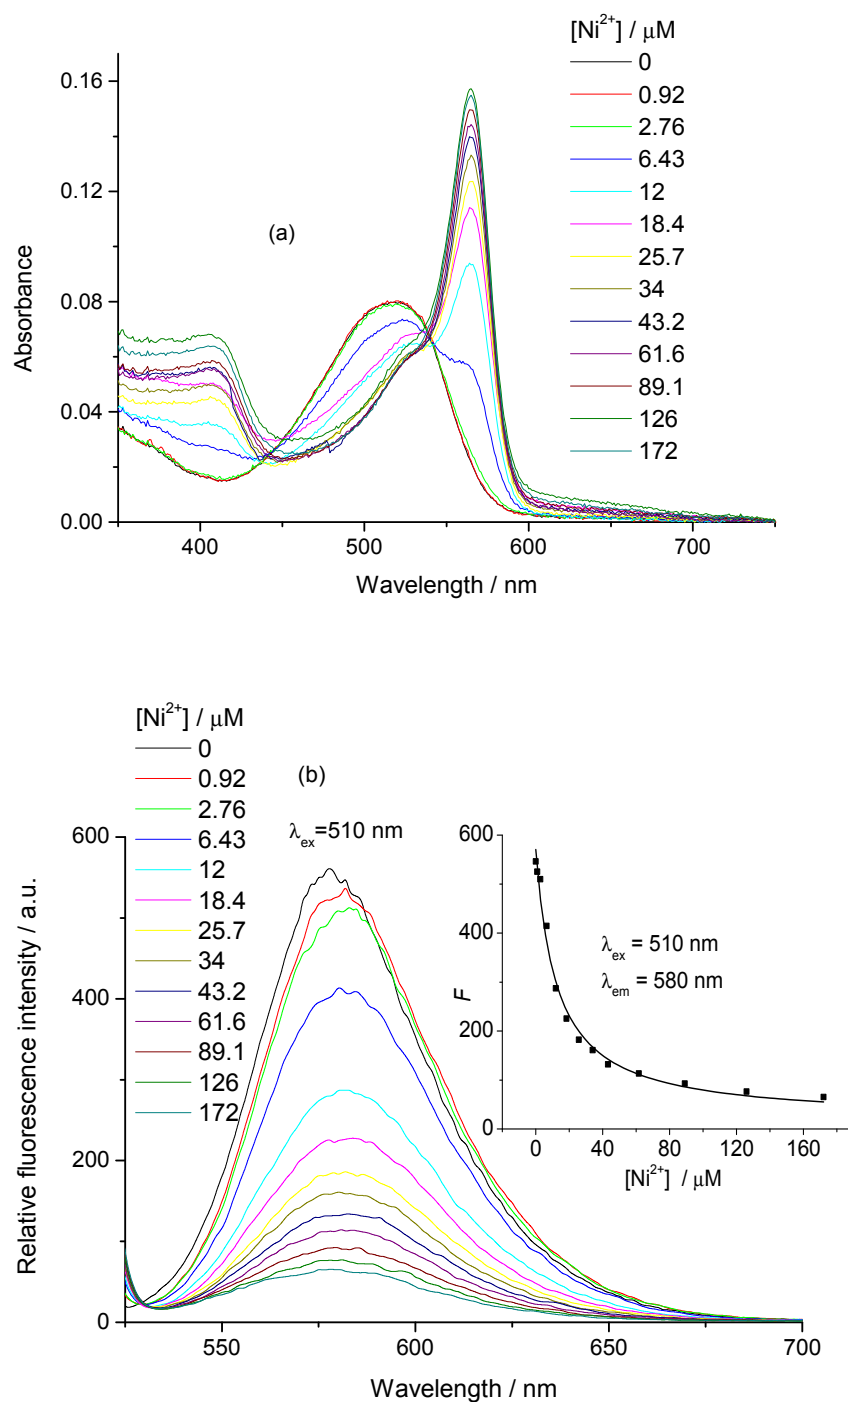 [Ni²⁺] / μM
0
0.92
2.76
6.43
12
18.4
25.7
34
43.2
61.6
89.1
126
172
(a)
0.16
0.12
0.08
0.04
0.00
Absorbance
400 500 600 700
Wavelength / nm
[Ni²⁺] / μM
0
0.92
2.76
6.43
12
18.4
25.7
34
43.2
61.6
89.1
126
172
(b)
λex=510 nm
600
400
200
0
Relative fluorescence intensity / a.u.
550 600 650 700
Wavelength / nm
600
400
200
0
F
λex = 510 nm
λem = 580 nm
0 40 80 120 160
[Ni²⁺] / μM